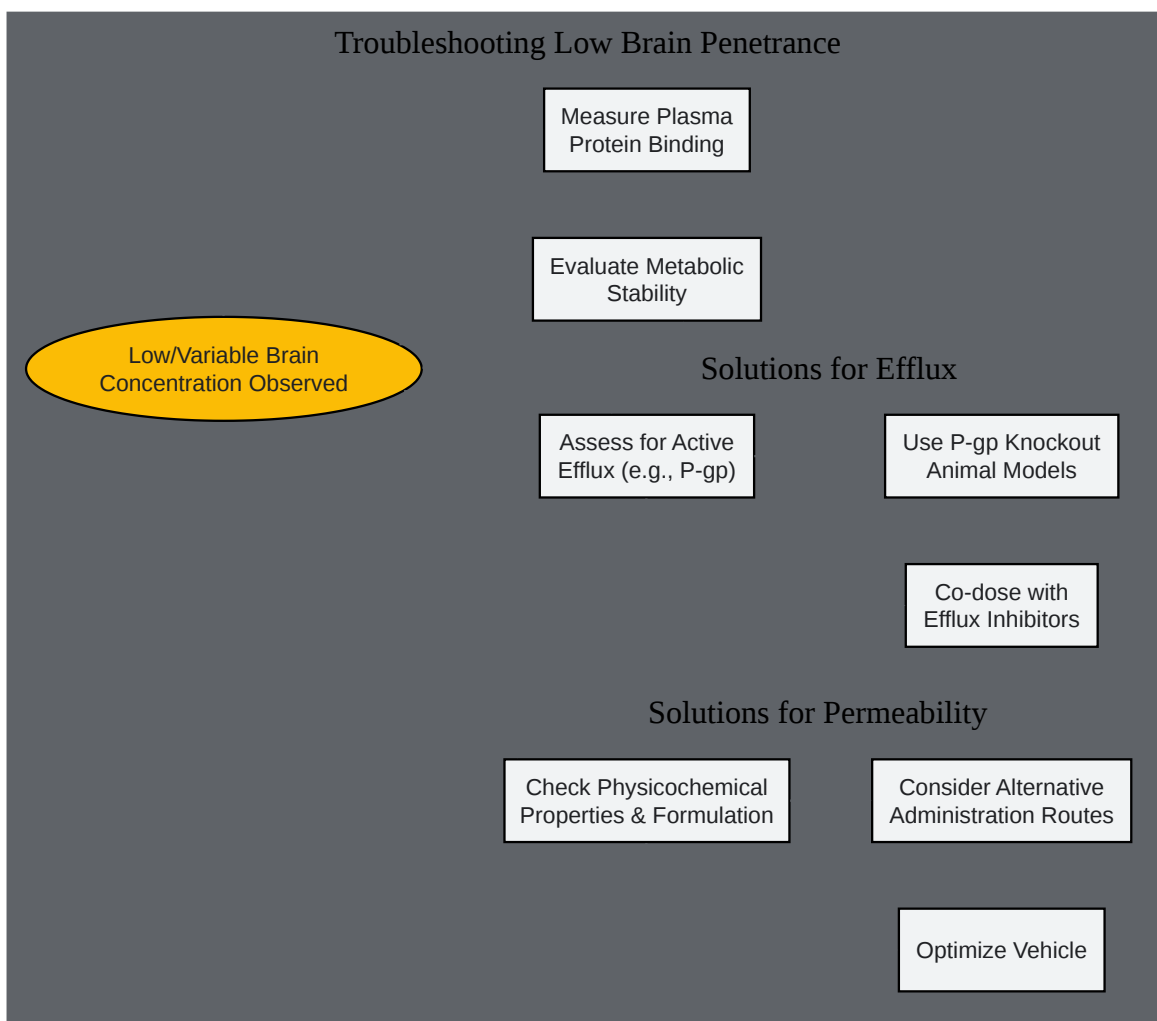 Troubleshooting Low Brain Penetrance
Measure Plasma
Protein Binding
Evaluate Metabolic
Stability
Low/Variable Brain
Concentration Observed
Solutions for Efflux
Assess for Active
Efflux (e.g., P-gp)
Use P-gp Knockout
Animal Models
Co-dose with
Efflux Inhibitors
Solutions for Permeability
Check Physicochemical
Properties & Formulation
Consider Alternative
Administration Routes
Optimize Vehicle